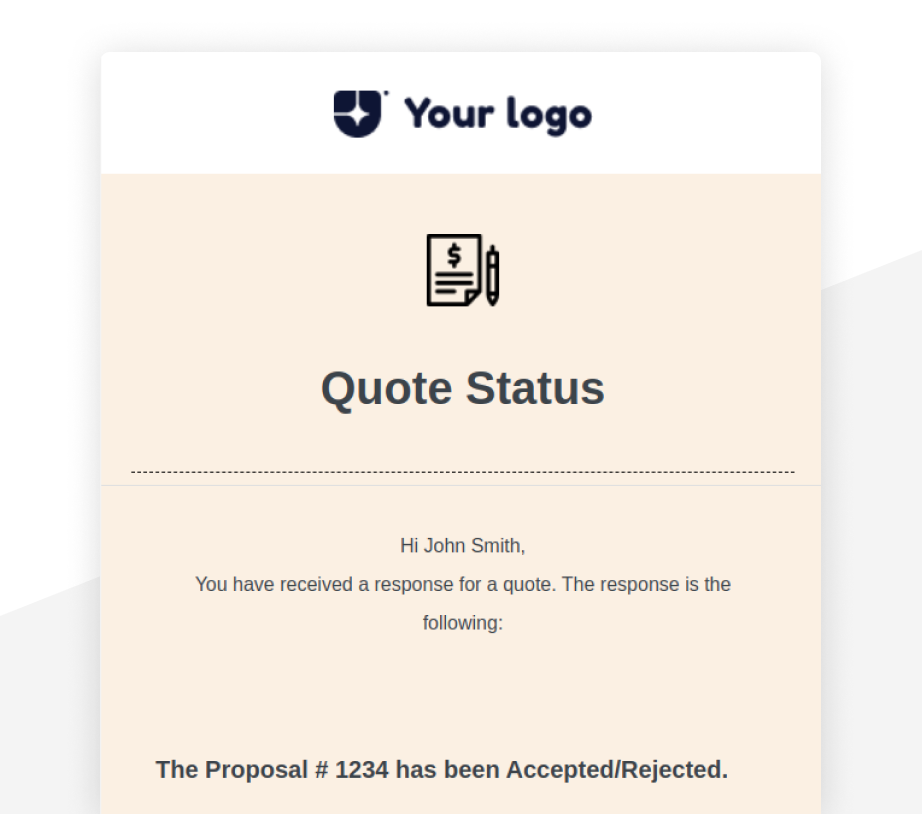 Your logo
$
Quote Status
Hi John Smith,
You have received a response for a quote. The response is the
following:
The Proposal # 1234 has been Accepted/Rejected.